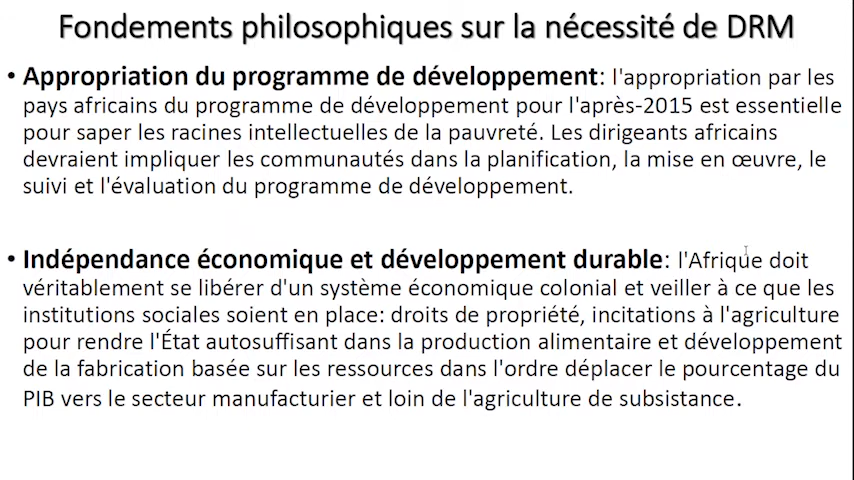 Fondements philosophiques sur la nécessité de DRM
• Appropriation du programme de développement: l'appropriation par les
pays africains du programme de développement pour l'après-2015 est essentielle
pour saper les racines intellectuelles de la pauvreté. Les dirigeants africains
devraient impliquer les communautés dans la planification, la mise en œuvre, le
suivi et l'évaluation du programme de développement.
• Indépendance économique et développement durable: l'Afrique doit
véritablement se libérer d'un système économique colonial et veiller à ce que les
institutions sociales soient en place: droits de propriété, incitations à l'agriculture
pour rendre l'État autosuffisant dans la production alimentaire et développement
de la fabrication basée sur les ressources dans l'ordre déplacer le pourcentage du
PIB vers le secteur manufacturier et loin de l'agriculture de subsistance.